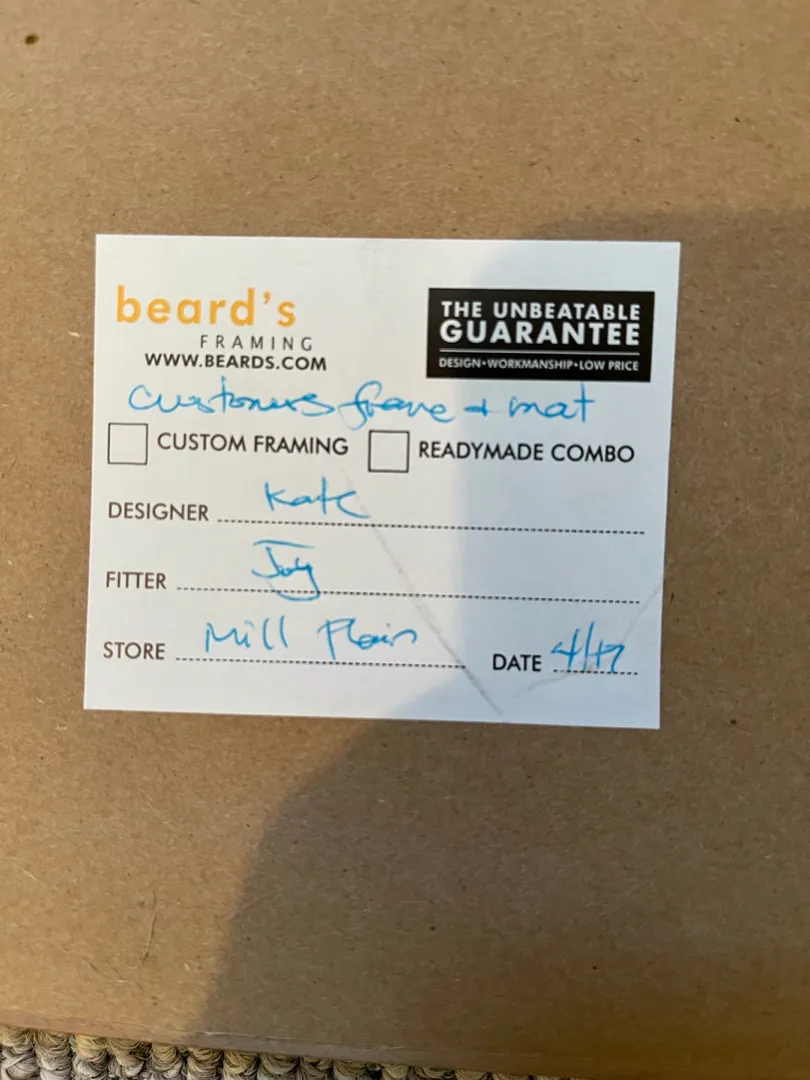 beard's
FRAMING
WWW.BEARDS.COM
THE UNBEATABLE
GUARANTEE
DESIGN•WORKMANSHIP•LOW PRICE
customers frame + mat
CUSTOM FRAMING
READYMADE COMBO
DESIGNER Kate
FITTER
STORE Mill Plain
DATE 4/17